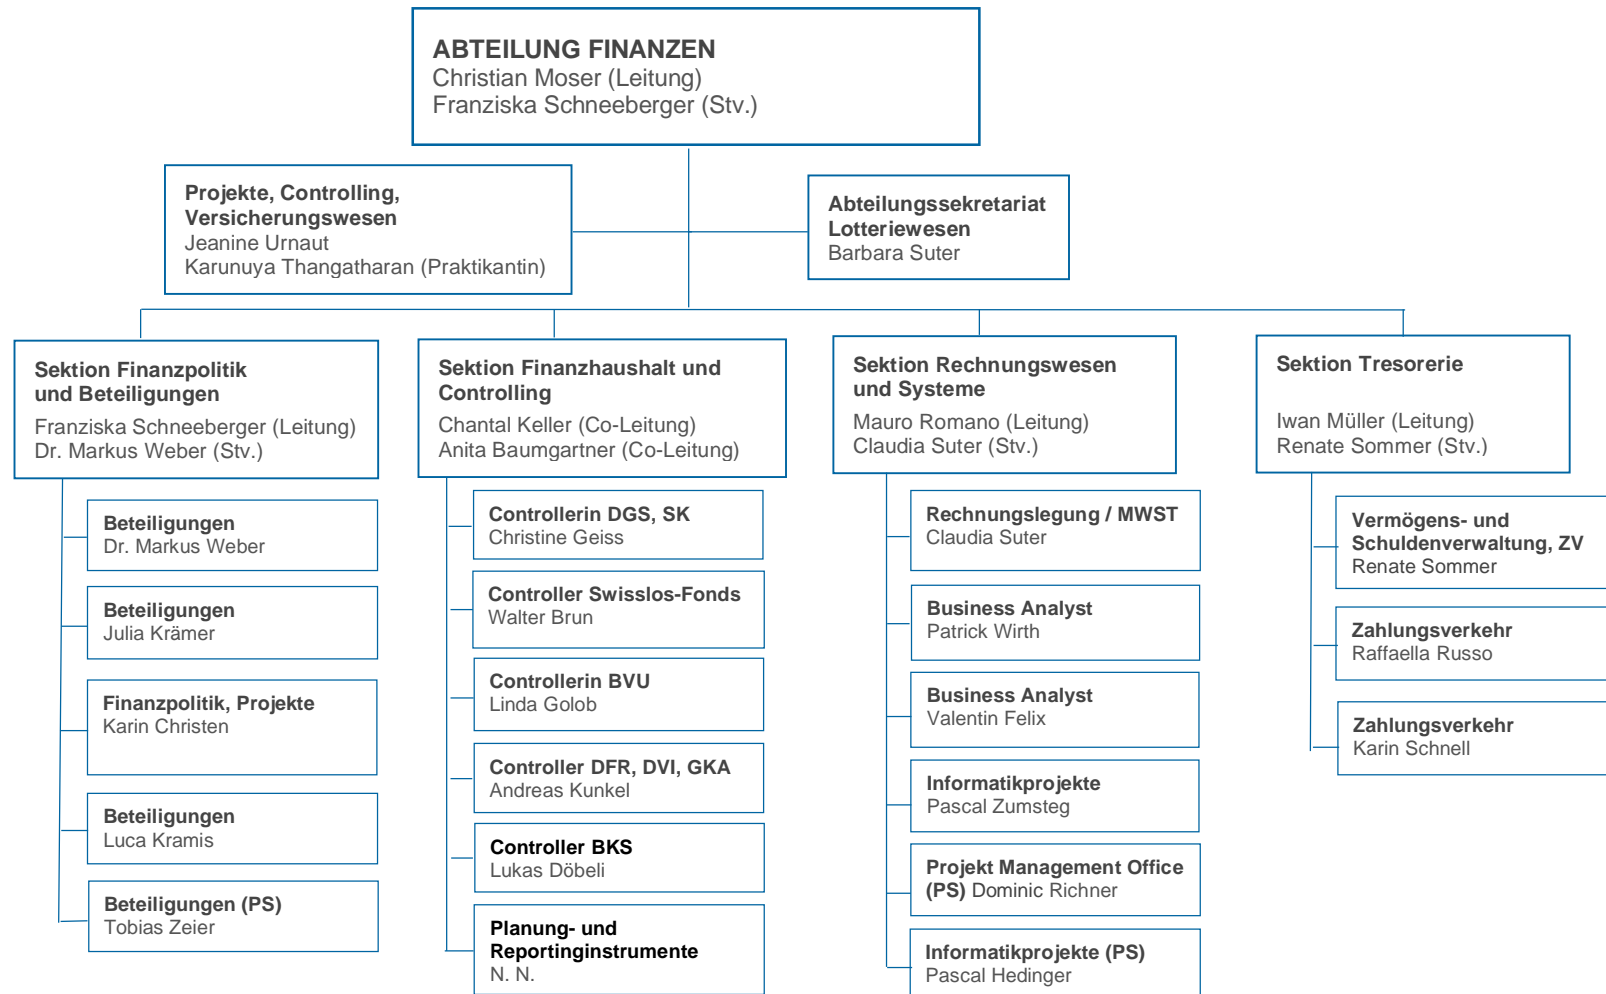 ABTEILUNG FINANZEN
Christian Moser (Leitung)
Franziska Schneeberger (Stv.)
Projekte, Controlling,
Versicherungswesen
Jeanine Urnaut
Karunuya Thangatharan (Praktikantin)
Abteilungssekretariat
Lotteriewesen
Barbara Suter
Sektion Finanzpolitik
und Beteiligungen
Franziska Schneeberger (Leitung)
Dr. Markus Weber (Stv.)
Beteiligungen
Dr. Markus Weber
Beteiligungen
Julia Krämer
Finanzpolitik, Projekte
Karin Christen
Beteiligungen
Luca Kramis
Beteiligungen (PS)
Tobias Zeier
Sektion Finanzhaushalt und
Controlling
Chantal Keller (Co-Leitung)
Anita Baumgartner (Co-Leitung)
Controllerin DGS, SK
Christine Geiss
Controller Swisslos-Fonds
Walter Brun
Controllerin BVU
Linda Golob
Controller DFR, DVI, GKA
Andreas Kunkel
Controller BKS
Lukas Döbeli
Planung- und
Reportinginstrumente
N. N.
Sektion Rechnungswesen
und Systeme
Mauro Romano (Leitung)
Claudia Suter (Stv.)
Rechnungslegung / MWST
Claudia Suter
Business Analyst
Patrick Wirth
Business Analyst
Valentin Felix
Informatikprojekte
Pascal Zumsteg
Projekt Management Office
(PS) Dominic Richner
Informatikprojekte (PS)
Pascal Hedinger
Sektion Tresorerie
Iwan Müller (Leitung)
Renate Sommer (Stv.)
Vermögens- und
Schuldenverwaltung, ZV
Renate Sommer
Zahlungsverkehr
Raffaella Russo
Zahlungsverkehr
Karin Schnell